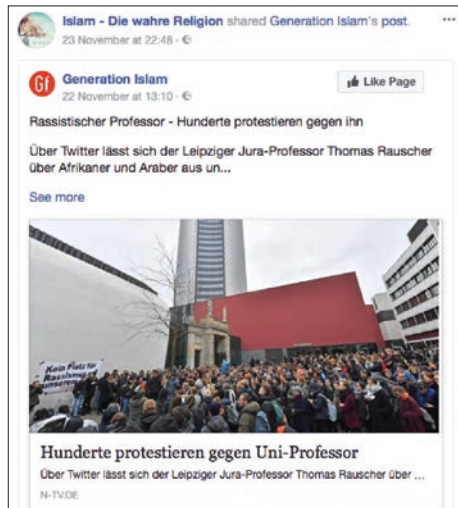 Islam - Die wahre Religion shared Generation Islam's post.
23 November at 22:48 ·
Gf
Generation Islam
22 November at 13:10 ·
Like Page
Rassistischer Professor - Hunderte protestieren gegen ihn
Über Twitter lässt sich der Leipziger Jura-Professor Thomas Rauscher
über Afrikaner und Araber aus un...
See more
Kein Platz für
Rassismus
unserer
Hunderte protestieren gegen Uni-Professor
Über Twitter lässt sich der Leipziger Jura-Professor Thomas Rauscher über ...
N-TV.DE